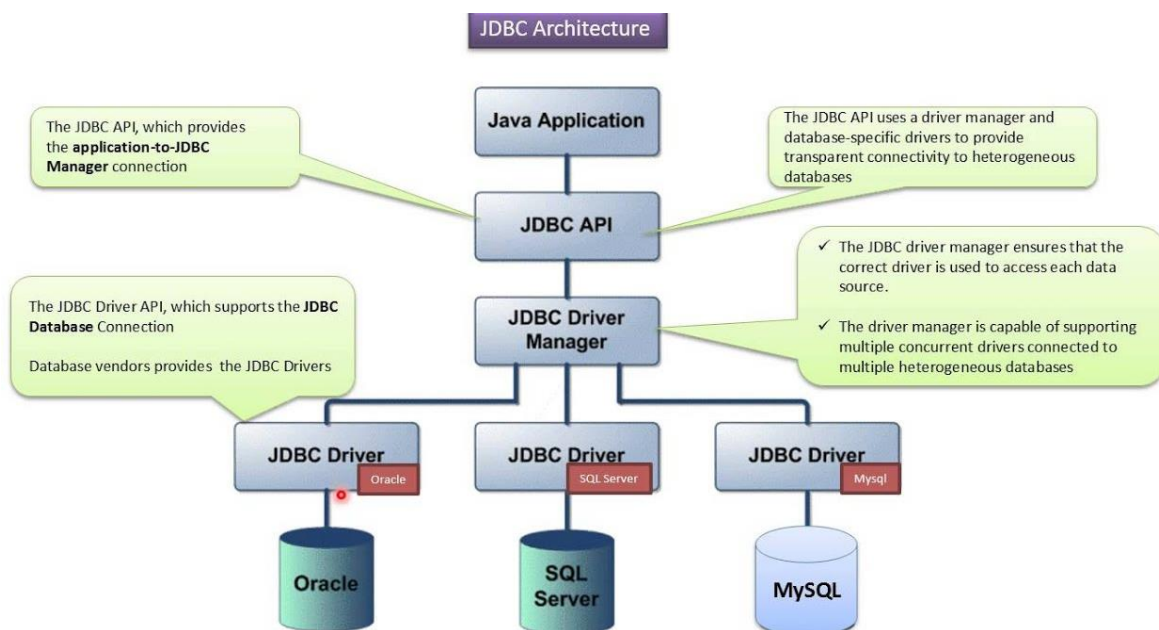 JDBC Architecture
Java Application
The JDBC API, which provides
the application-to-JDBC
Manager connection
The JDBC API uses a driver manager and
database-specific drivers to provide
transparent connectivity to heterogeneous
databases
JDBC API
✓ The JDBC driver manager ensures that the
correct driver is used to access each data
source.
✓ The driver manager is capable of supporting
multiple concurrent drivers connected to
multiple heterogeneous databases
The JDBC Driver API, which supports the JDBC
Database Connection
Database vendors provides the JDBC Drivers
JDBC Driver
Manager
JDBC Driver
Oracle
JDBC Driver
SQL Server
JDBC Driver
Mysql
Oracle
SQL
Server
MySQL